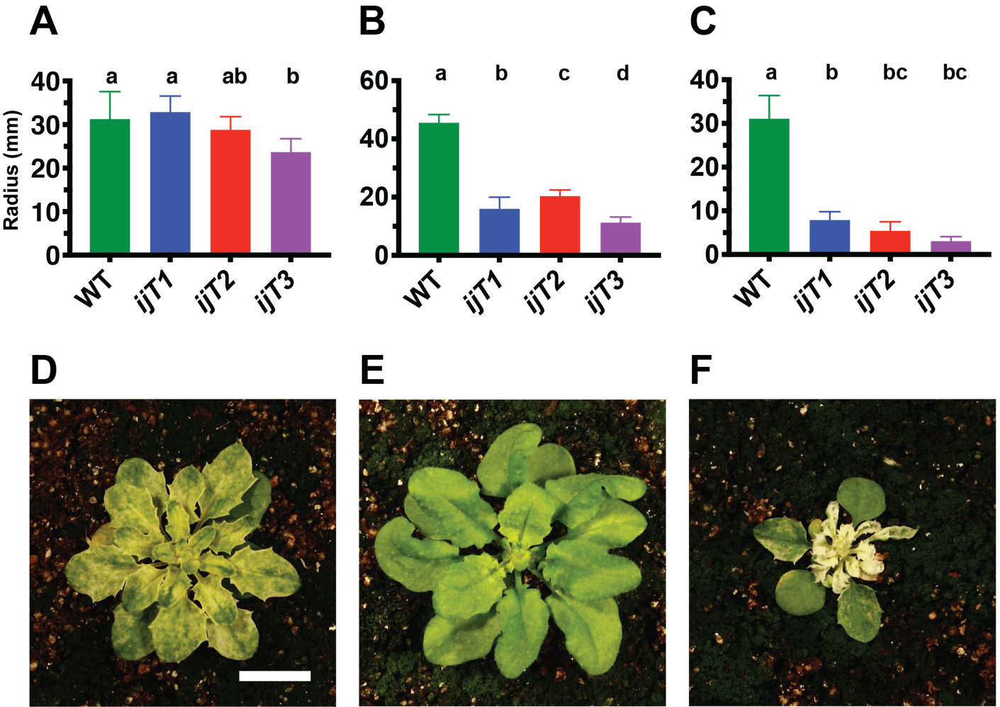 A
B
C
Radius (mm)
40
30
20
10
0
a
a
ab
b
WT
ijT1
ijT2
ijT3
60
40
20
0
a
b
c
d
WT
ijT1
ijT2
ijT3
40
30
20
10
0
a
b
bc
bc
WT
ijT1
ijT2
ijT3
D
E
F